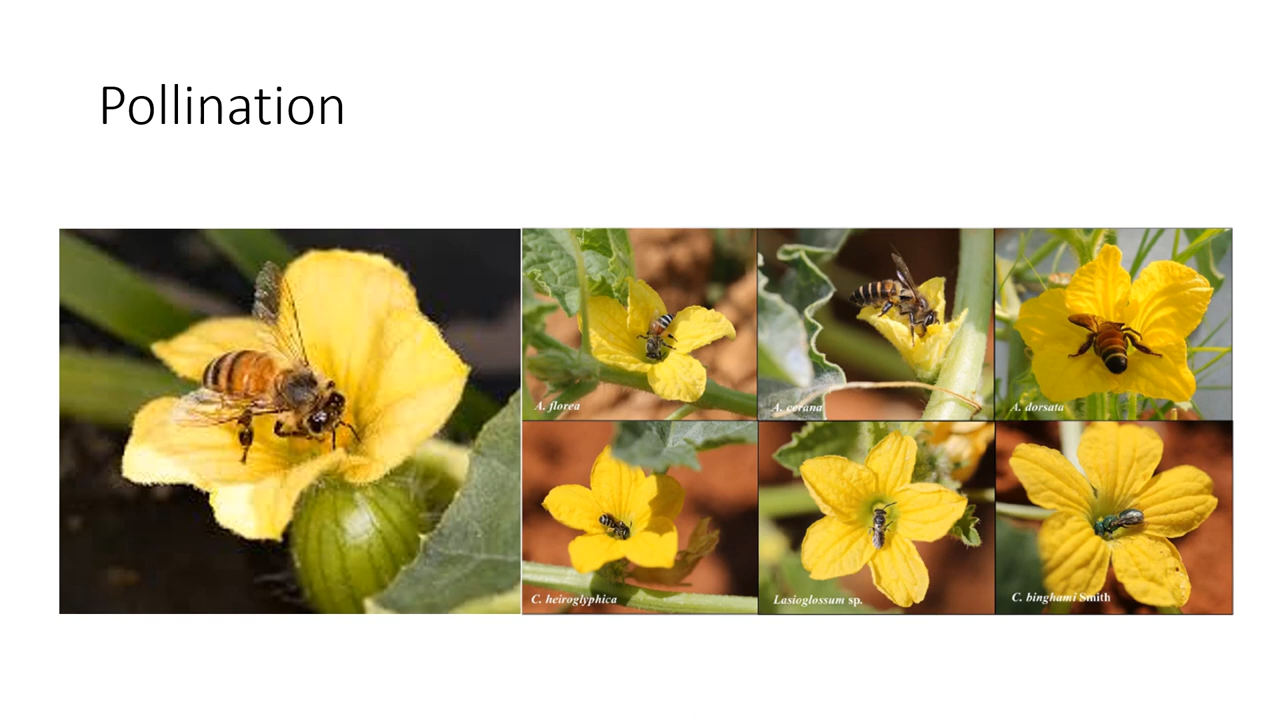 Pollination
A. florea
A. cerana
A. dorsata
C. heiroglyphica
Lasioglossum sp.
C. binghami Smith